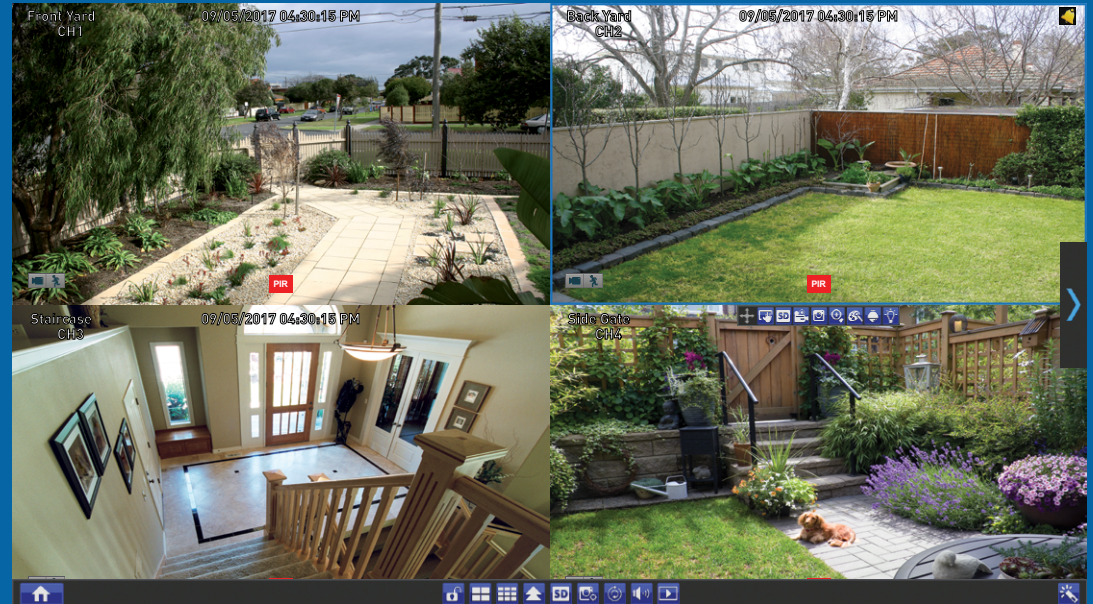 Front Yard
CH1
09/05/2017 04:30:15 PM
Back Yard
CH2
09/05/2017 04:30:15 PM
PIR
PIR
Staircase
CH3
09/05/2017 04:30:15 PM
Side Gate
CH4
SD
SD